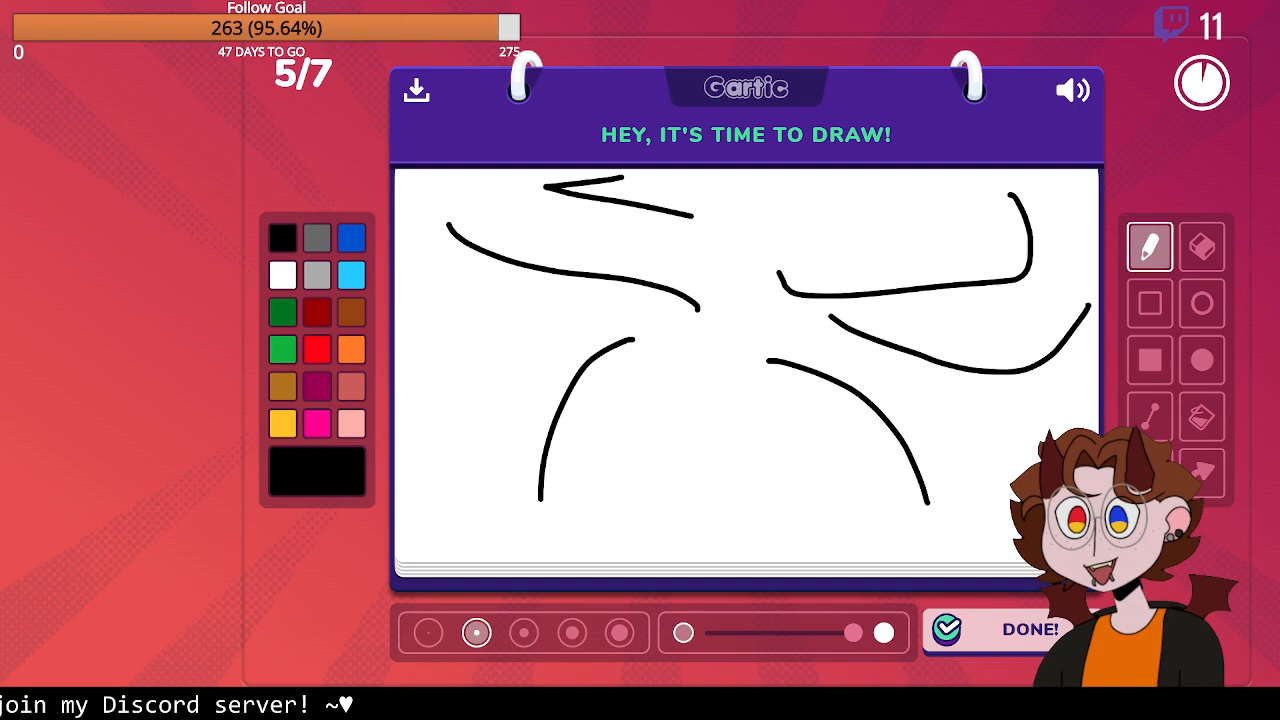 Follow Goal
263 (95.64%)
0
47 DAYS TO GO
275
5/7
11
Gartic
HEY, IT'S TIME TO DRAW!
DONE!
join my Discord server! ~♥